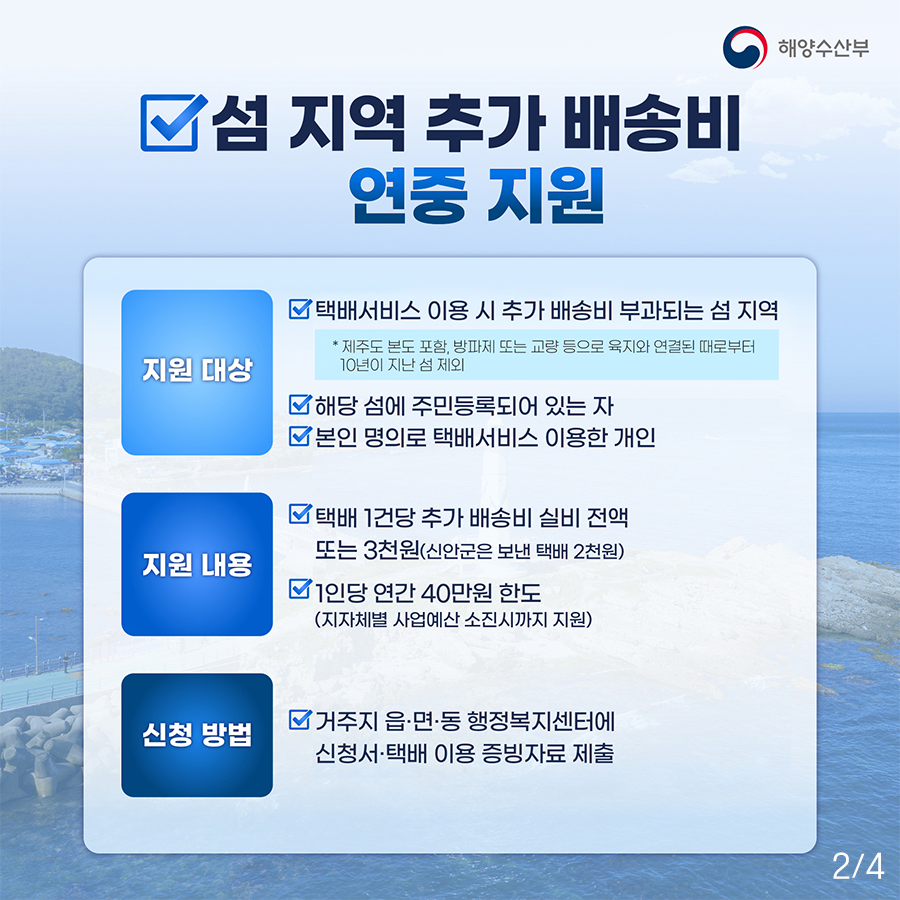 해양수산부
섬 지역 추가 배송비
연중 지원
지원 대상
택배서비스 이용 시 추가 배송비 부과되는 섬 지역
* 제주도 본도 포함, 방파제 또는 교량 등으로 육지와 연결된 때로부터
10년이 지난 섬 제외
해당 섬에 주민등록되어 있는 자
본인 명의로 택배서비스 이용한 개인
지원 내용
택배 1건당 추가 배송비 실비 전액
또는 3천원(신안군은 보낸 택배 2천원)
1인당 연간 40만원 한도
(지자체별 사업예산 소진시까지 지원)
신청 방법
거주지 읍·면·동 행정복지센터에
신청서·택배 이용 증빙자료 제출
2/4